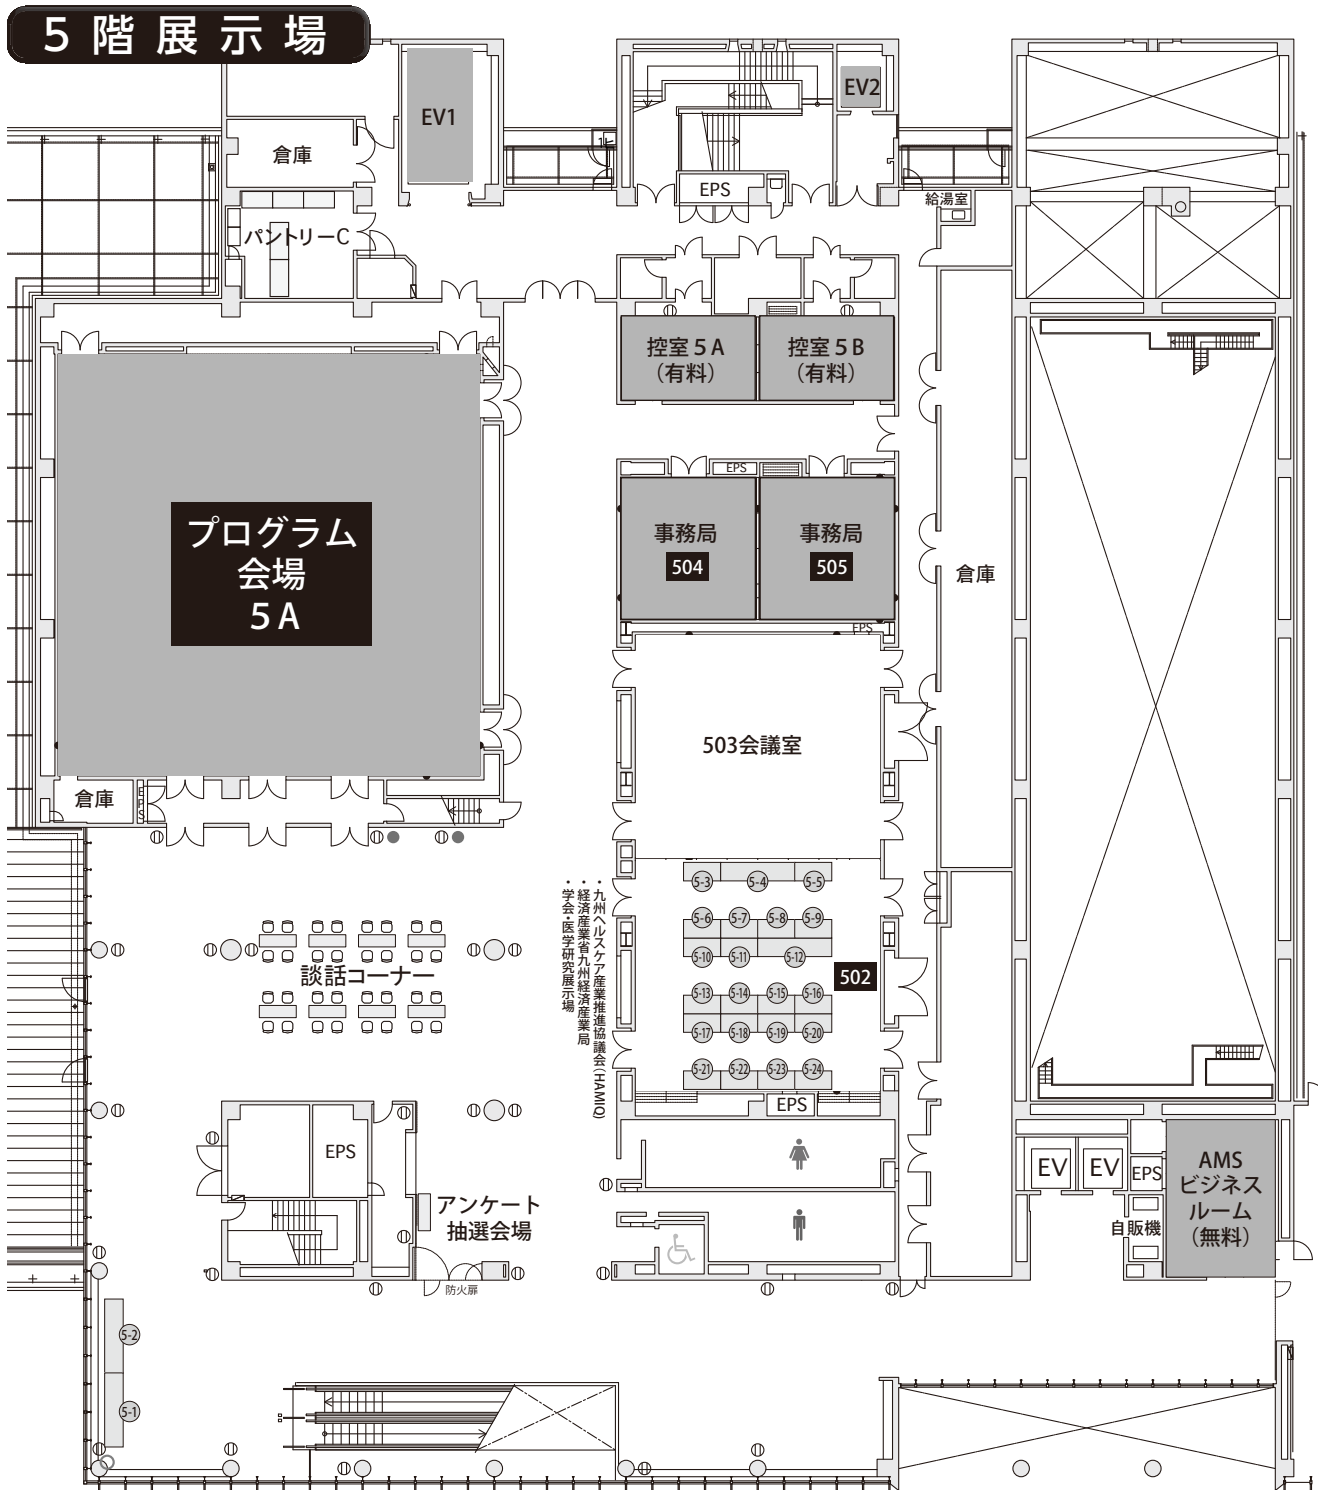 5階展示場
EV1
EV2
倉庫
EPS
給湯室
パントリーC
控室5A
(有料)
控室5B
(有料)
EPS
プログラム
会場
5A
事務局
504
事務局
505
倉庫
EPS
503会議室
倉庫
EPS
5-3
5-4
5-5
5-6
5-7
5-8
5-9
5-10
5-11
5-12
502
5-13
5-14
5-15
5-16
5-17
5-18
5-19
5-20
5-21
5-22
5-23
5-24
・九州ヘルスケア産業推進協議会(HAMIQ)
・経済産業省九州経済産業局
・学会・医学研究展示場
談話コーナー
EPS
EPS
EV
EV
EPS
AMS
ビジネス
ルーム
(無料)
自販機
アンケート
抽選会場
防火扉
5-2
5-1